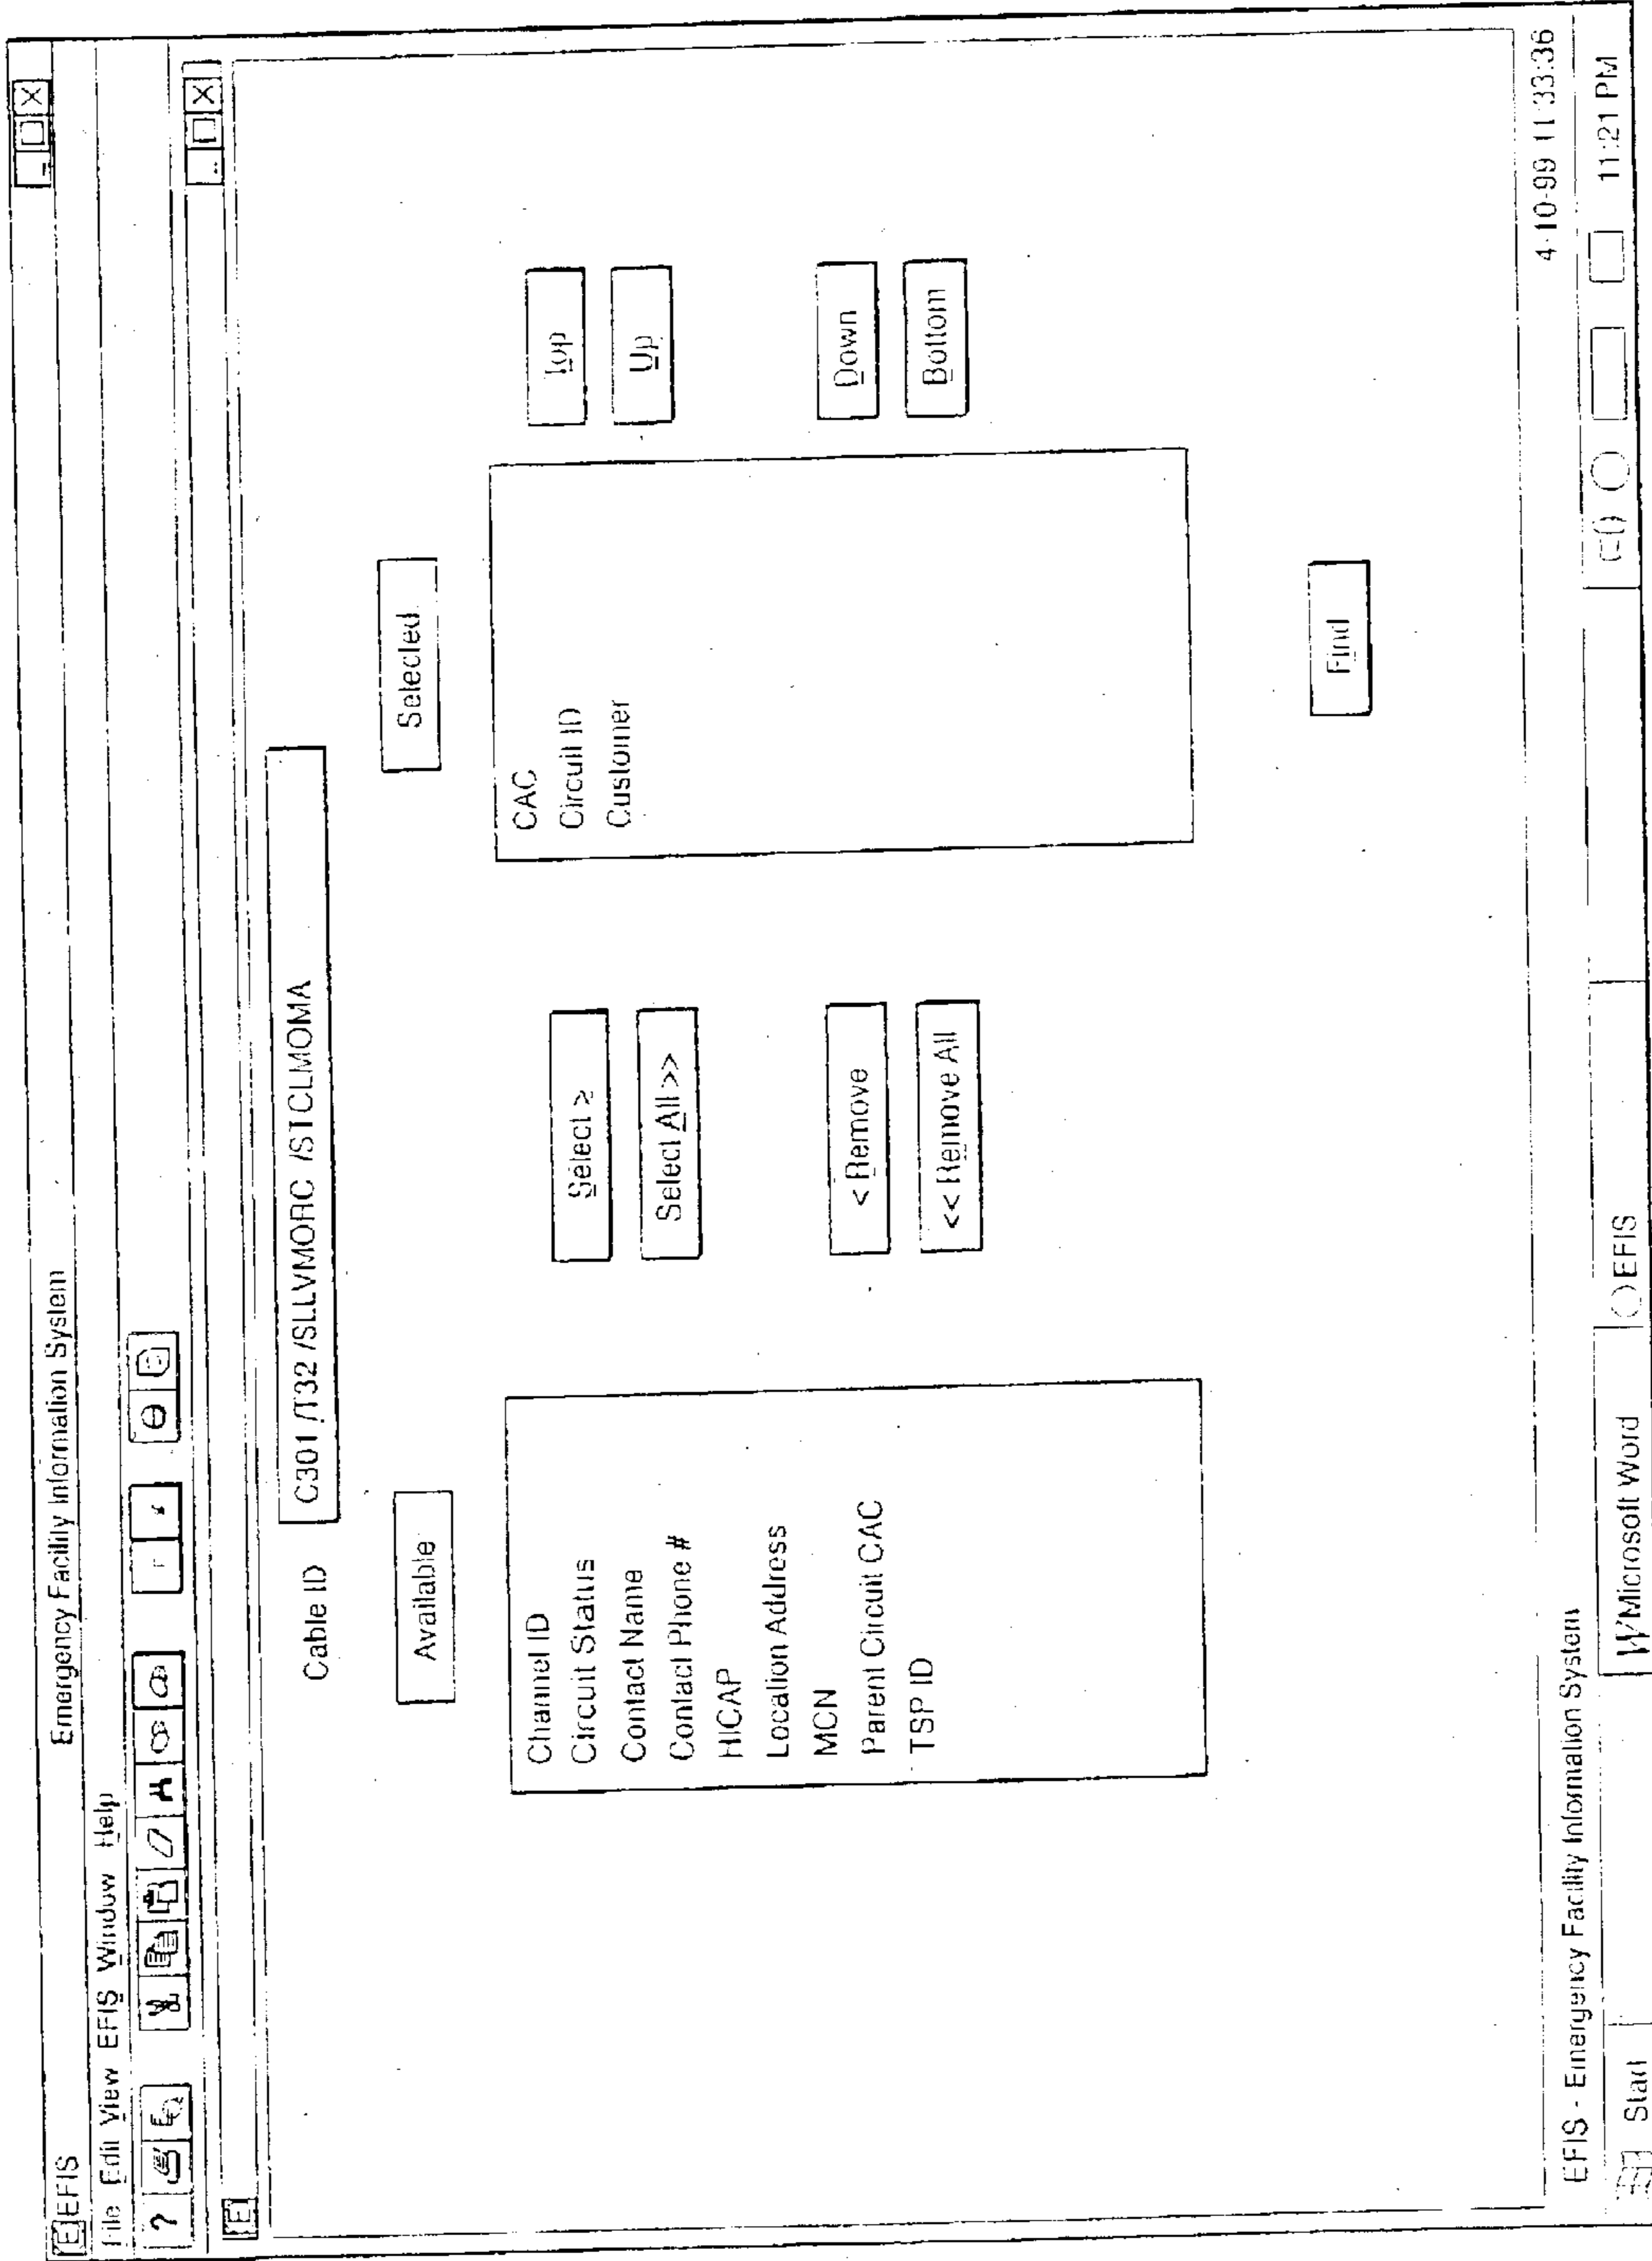 EFIS
Emergency Facility Information System
File Edit View EFIS Window Help
?
E
Cable ID
C301 /T32 /SLLVMORC /STCLMOMA
Available
Selected
Channel ID
Circuit Status
Contact Name
Contact Phone #
HICAP
Location Address
MCN
Parent Circuit CAC
TSP ID
Select >
Select All >>
< Remove
<< Remove All
CAC
Circuit ID
Customer
Top
Up
Down
Bottom
Find
EFIS - Emergency Facility Information System
4-10-99 11:33:36
Start
W Microsoft Word
EFIS
11:21 PM